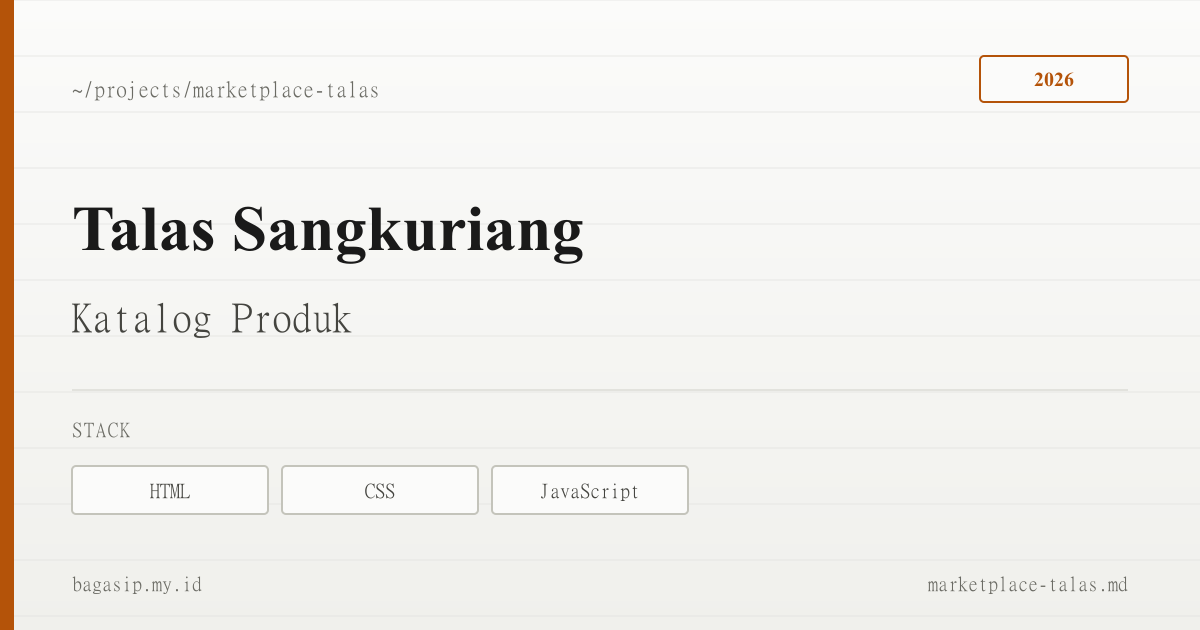 ~/projects/marketplace-talas
2026
Talas Sangkuriang
Katalog Produk
STACK
HTML
CSS
JavaScript
bagasip.my.id
marketplace-talas.md